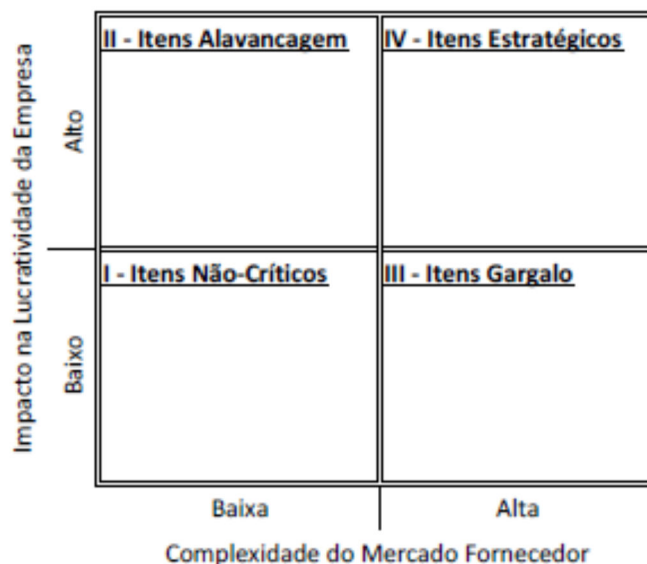 Impacto na Lucratividade da Empresa
Alto
II - Itens Alavancagem
IV - Itens Estratégicos
Baixo
I - Itens Não-Críticos
III - Itens Gargalo
Baixa
Alta
Complexidade do Mercado Fornecedor